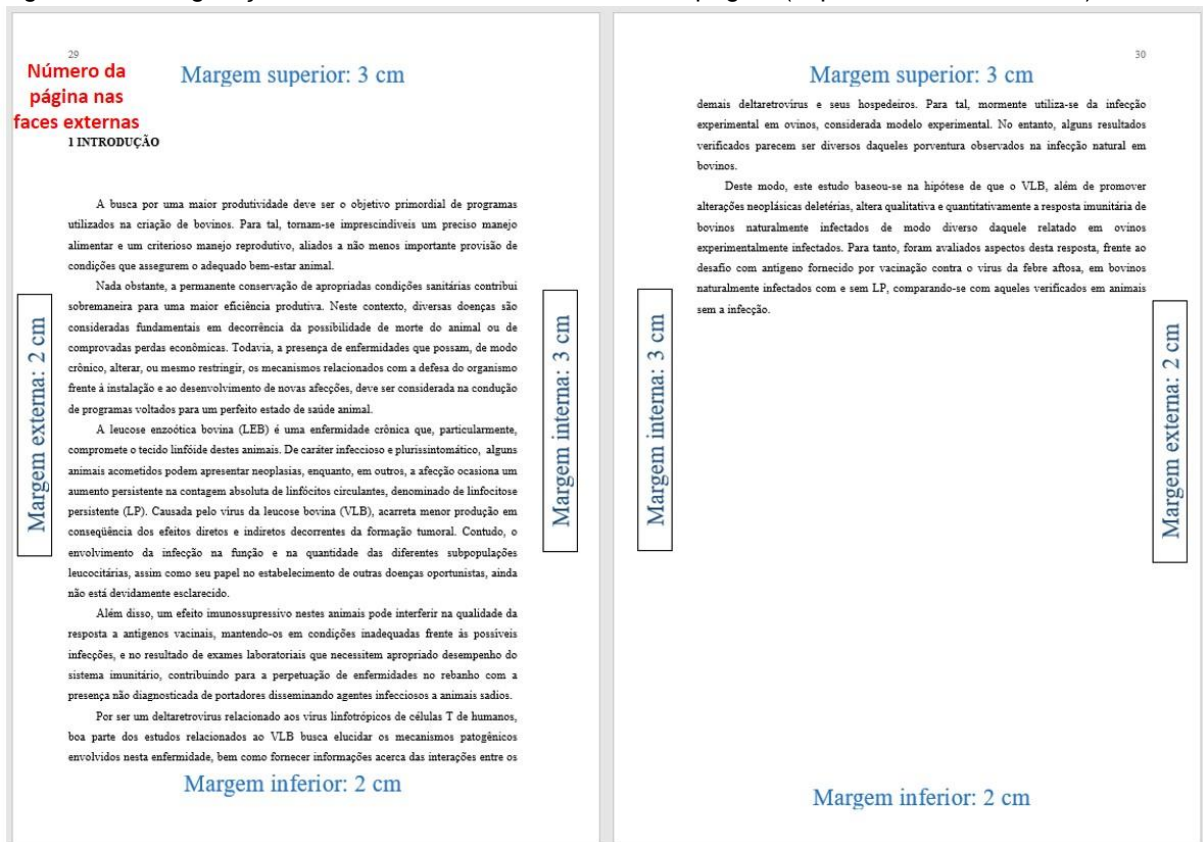 29
Número da
página nas
faces externas
Margem superior: 3 cm
1 INTRODUÇÃO
A busca por uma maior produtividade deve ser o objetivo primordial de programas
utilizados na criação de bovinos. Para tal, tornam-se imprescindíveis um preciso manejo
alimentar e um criterioso manejo reprodutivo, aliados a não menos importante provisão de
condições que assegurem o adequado bem-estar animal.
Nada obstante, a permanente conservação de apropriadas condições sanitárias contribui
sobremaneira para uma maior eficiência produtiva. Neste contexto, diversas doenças são
consideradas fundamentais em decorrência da possibilidade de morte do animal ou de
comprovadas perdas econômicas. Todavia, a presença de enfermidades que possam, de modo
crônico, alterar, ou mesmo restringir, os mecanismos relacionados com a defesa do organismo
frente à instalação e ao desenvolvimento de novas afecções, deve ser considerada na condução
de programas voltados para um perfeito estado de saúde animal.
A leucose enzoótica bovina (LEB) é uma enfermidade crônica que, particularmente,
compromete o tecido linfóide destes animais. De caráter infeccioso e plurissintomático, alguns
animais acometidos podem apresentar neoplasias, enquanto, em outros, a afecção ocasiona um
aumento persistente na contagem absoluta de linfócitos circulantes, denominado de linfocitose
persistente (LP). Causada pelo vírus da leucose bovina (VLB), acarreta menor produção em
conseqüência dos efeitos diretos e indiretos decorrentes da formação tumoral. Contudo, o
envolvimento da infecção na função e na quantidade das diferentes subpopulações
leucocitárias, assim como seu papel no estabelecimento de outras doenças oportunistas, ainda
não está devidamente esclarecido.
Além disso, um efeito imunossupressivo nestes animais pode interferir na qualidade da
resposta a antígenos vacinais, mantendo-os em condições inadequadas frente às possíveis
infecções, e no resultado de exames laboratoriais que necessitem apropriado desempenho do
sistema imunitário, contribuindo para a perpetuação de enfermidades no rebanho com a
presença não diagnosticada de portadores disseminando agentes infecciosos a animais sadios.
Por ser um deltaretrovirus relacionado aos vírus linfotrópicos de células T de humanos,
boa parte dos estudos relacionados ao VLB busca elucidar os mecanismos patogênicos
envolvidos nesta enfermidade, bem como fornecer informações acerca das interações entre os
Margem externa: 2 cm
Margem interna: 3 cm
Margem inferior: 2 cm
30
Margem superior: 3 cm
demais deltaretrovírus e seus hospedeiros. Para tal, mormente utiliza-se da infecção
experimental em ovinos, considerada modelo experimental. No entanto, alguns resultados
verificados parecem ser diversos daqueles porventura observados na infecção natural em
bovinos.
Deste modo, este estudo baseou-se na hipótese de que o VLB, além de promover
alterações neoplásicas deletérias, altera qualitativa e quantitativamente a resposta imunitária de
bovinos naturalmente infectados de modo diverso daquele relatado em ovinos
experimentalmente infectados. Para tanto, foram avaliados aspectos desta resposta, frente ao
desafio com antígeno fornecido por vacinação contra o vírus da febre aftosa, em bovinos
naturalmente infectados com e sem LP, comparando-se com aqueles verificados em animais
sem a infecção.
Margem interna: 3 cm
Margem externa: 2 cm
Margem inferior: 2 cm